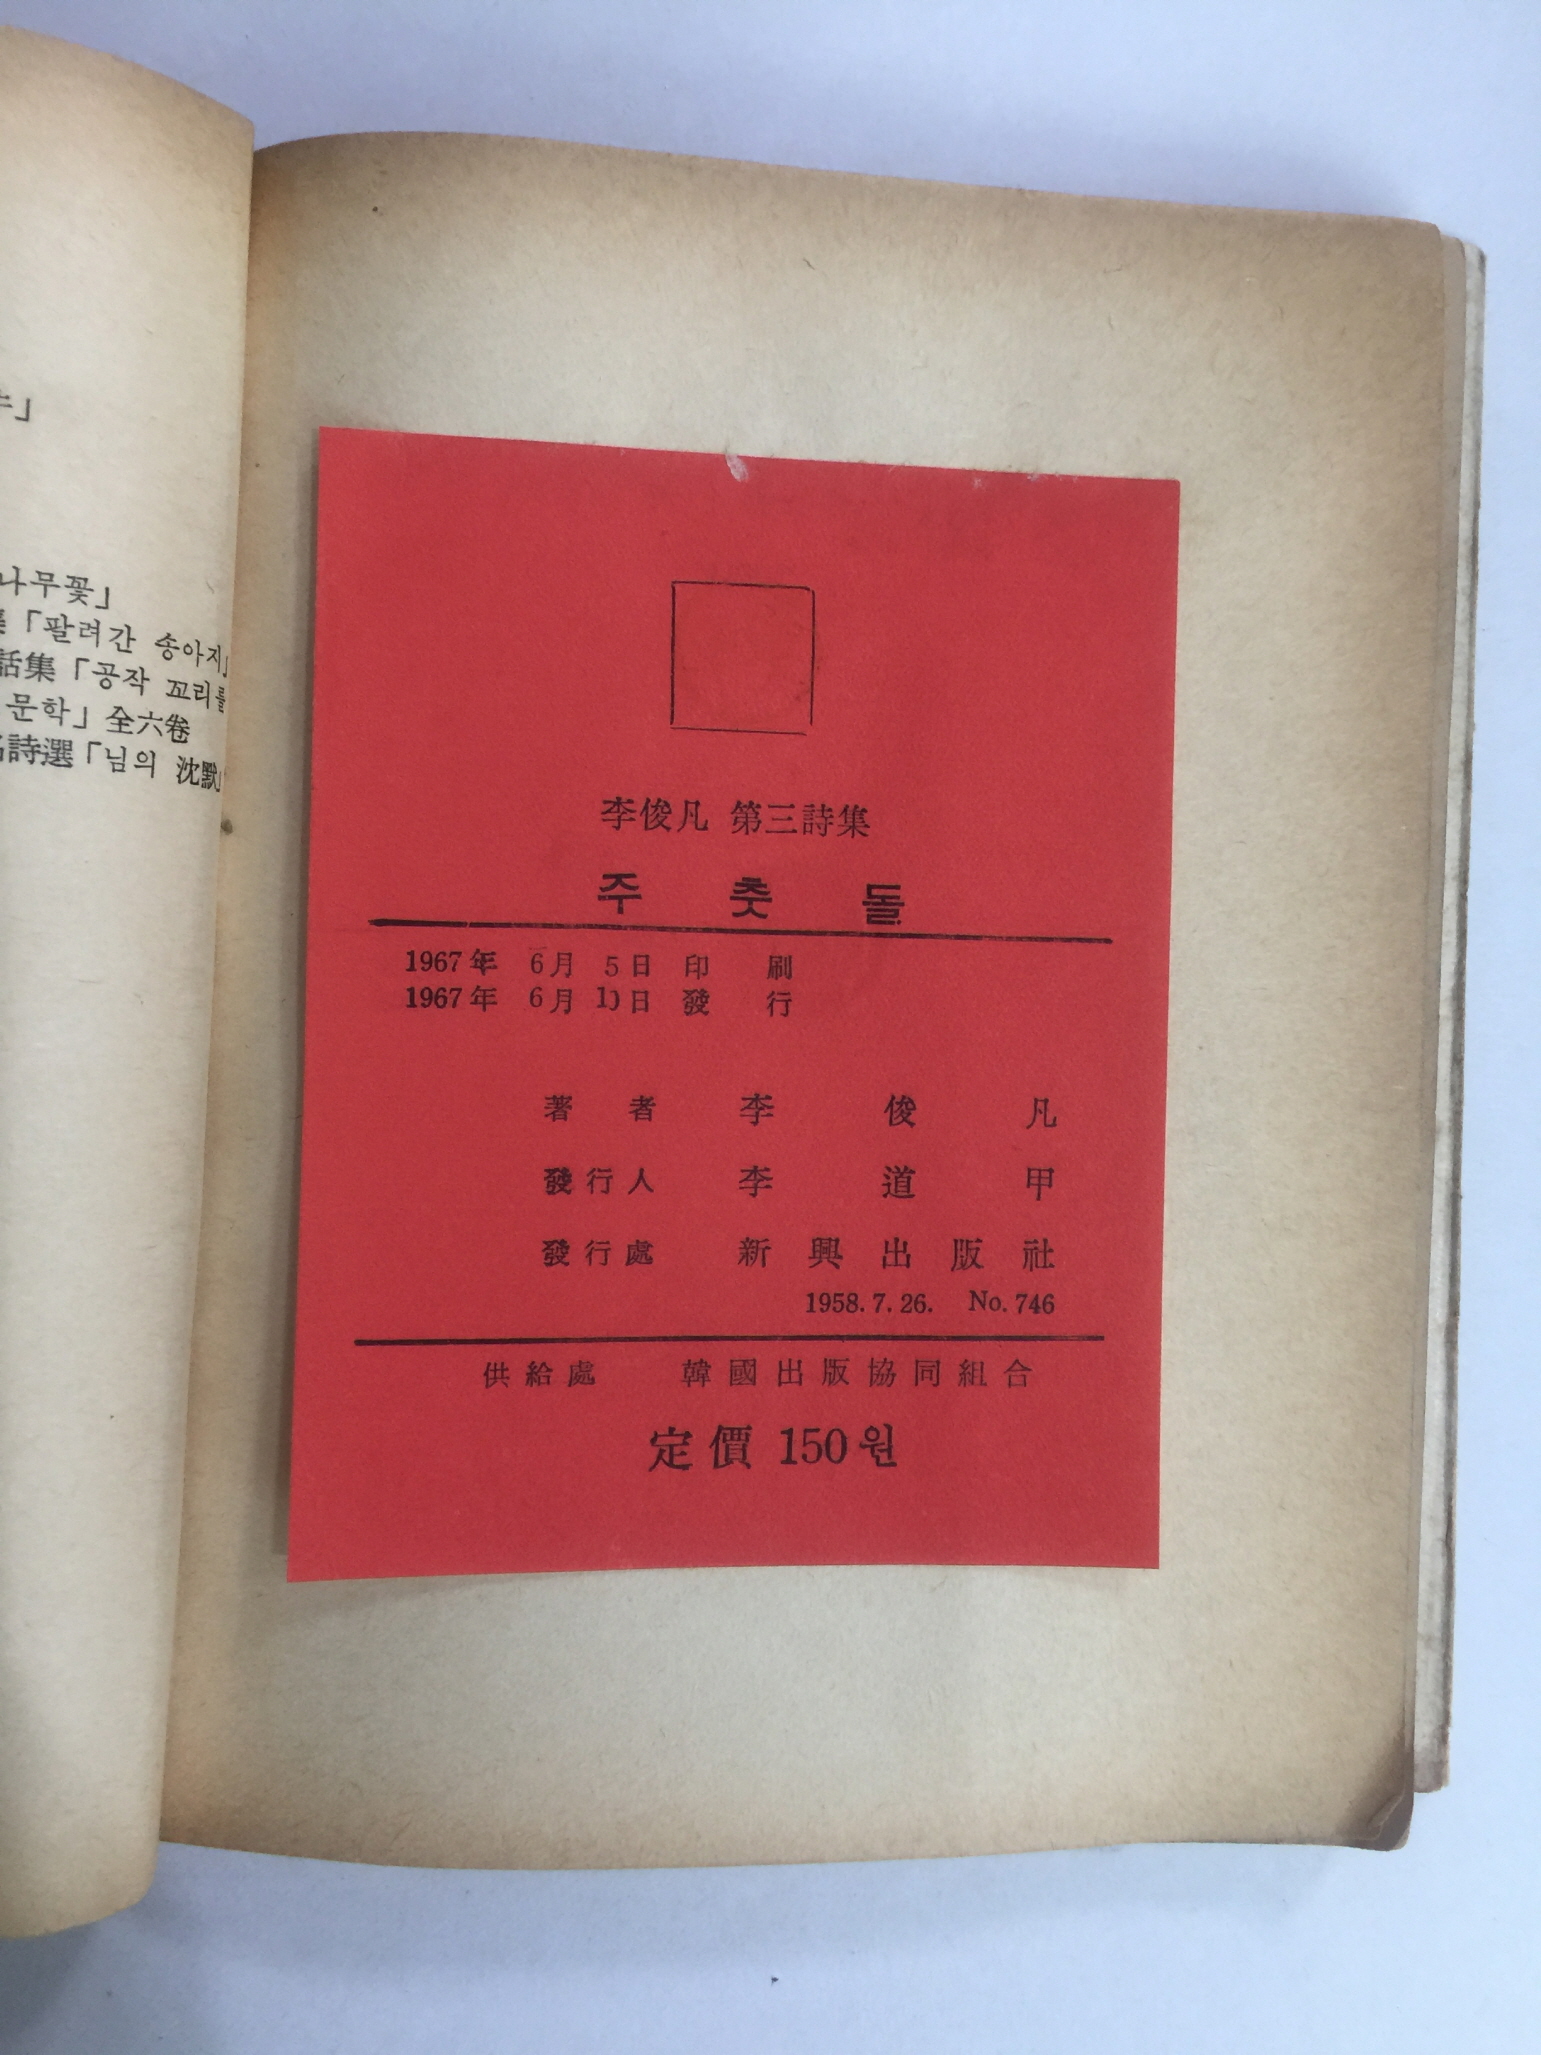 나무꽃」
「팔려간 송아지」
話集「공작 꼬리를
문학」全六卷
詩選「님의 沈默」
李俊凡 第三詩集
주춧돌
1967年 6月 5日 印刷
1967年 6月 10日 發行
著者 李俊凡
發行人 李道甲
發行處 新興出版社
1958.7.26. No.746
供給處 韓國出版協同組合
定價 150원